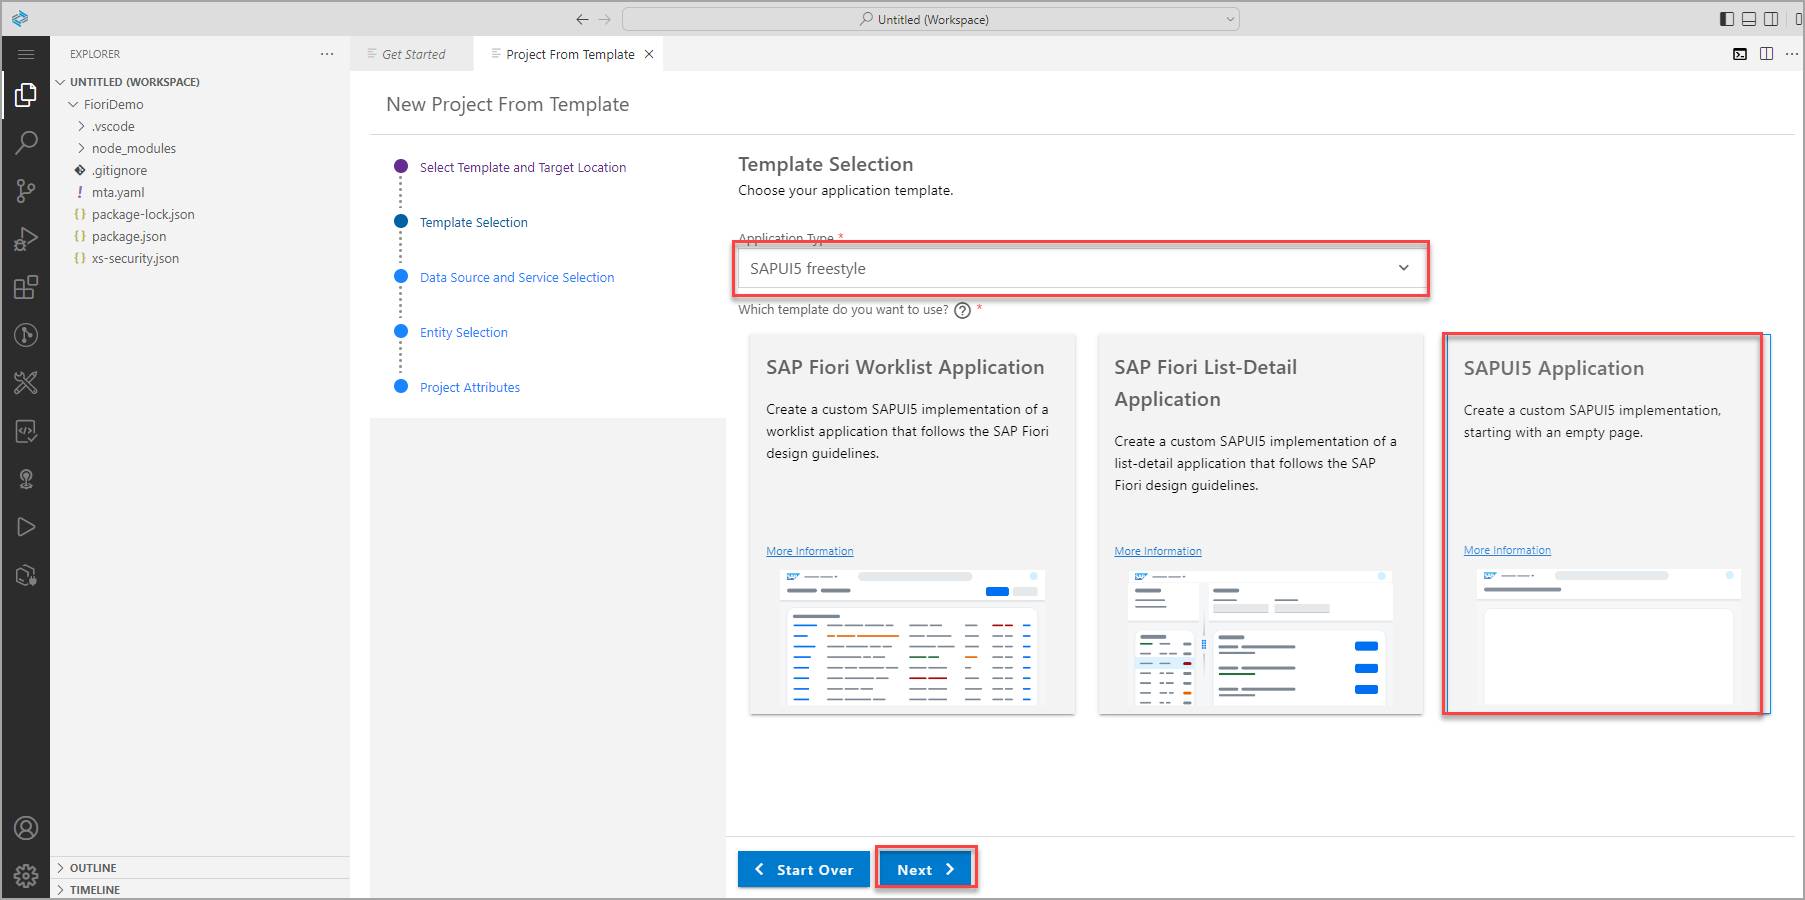 Untitled (Workspace)
EXPLORER
UNTITLED (WORKSPACE)
FioriDemo
.vscode
node_modules
.gitignore
! mta.yaml
{} package-lock.json
{} package.json
{} xs-security.json
OUTLINE
TIMELINE
Get Started
Project From Template
New Project From Template
Select Template and Target Location
Template Selection
Data Source and Service Selection
Entity Selection
Project Attributes
Template Selection
Choose your application template.
Application Type *
SAPUI5 freestyle
Which template do you want to use? ? *
SAP Fiori Worklist Application
Create a custom SAPUI5 implementation of a
worklist application that follows the SAP Fiori
design guidelines.
More Information
SAP
SAP Fiori List-Detail
Application
Create a custom SAPUI5 implementation of a
list-detail application that follows the SAP
Fiori design guidelines.
More Information
SAP
SAPUI5 Application
Create a custom SAPUI5 implementation,
starting with an empty page.
More Information
SAP
Start Over
Next